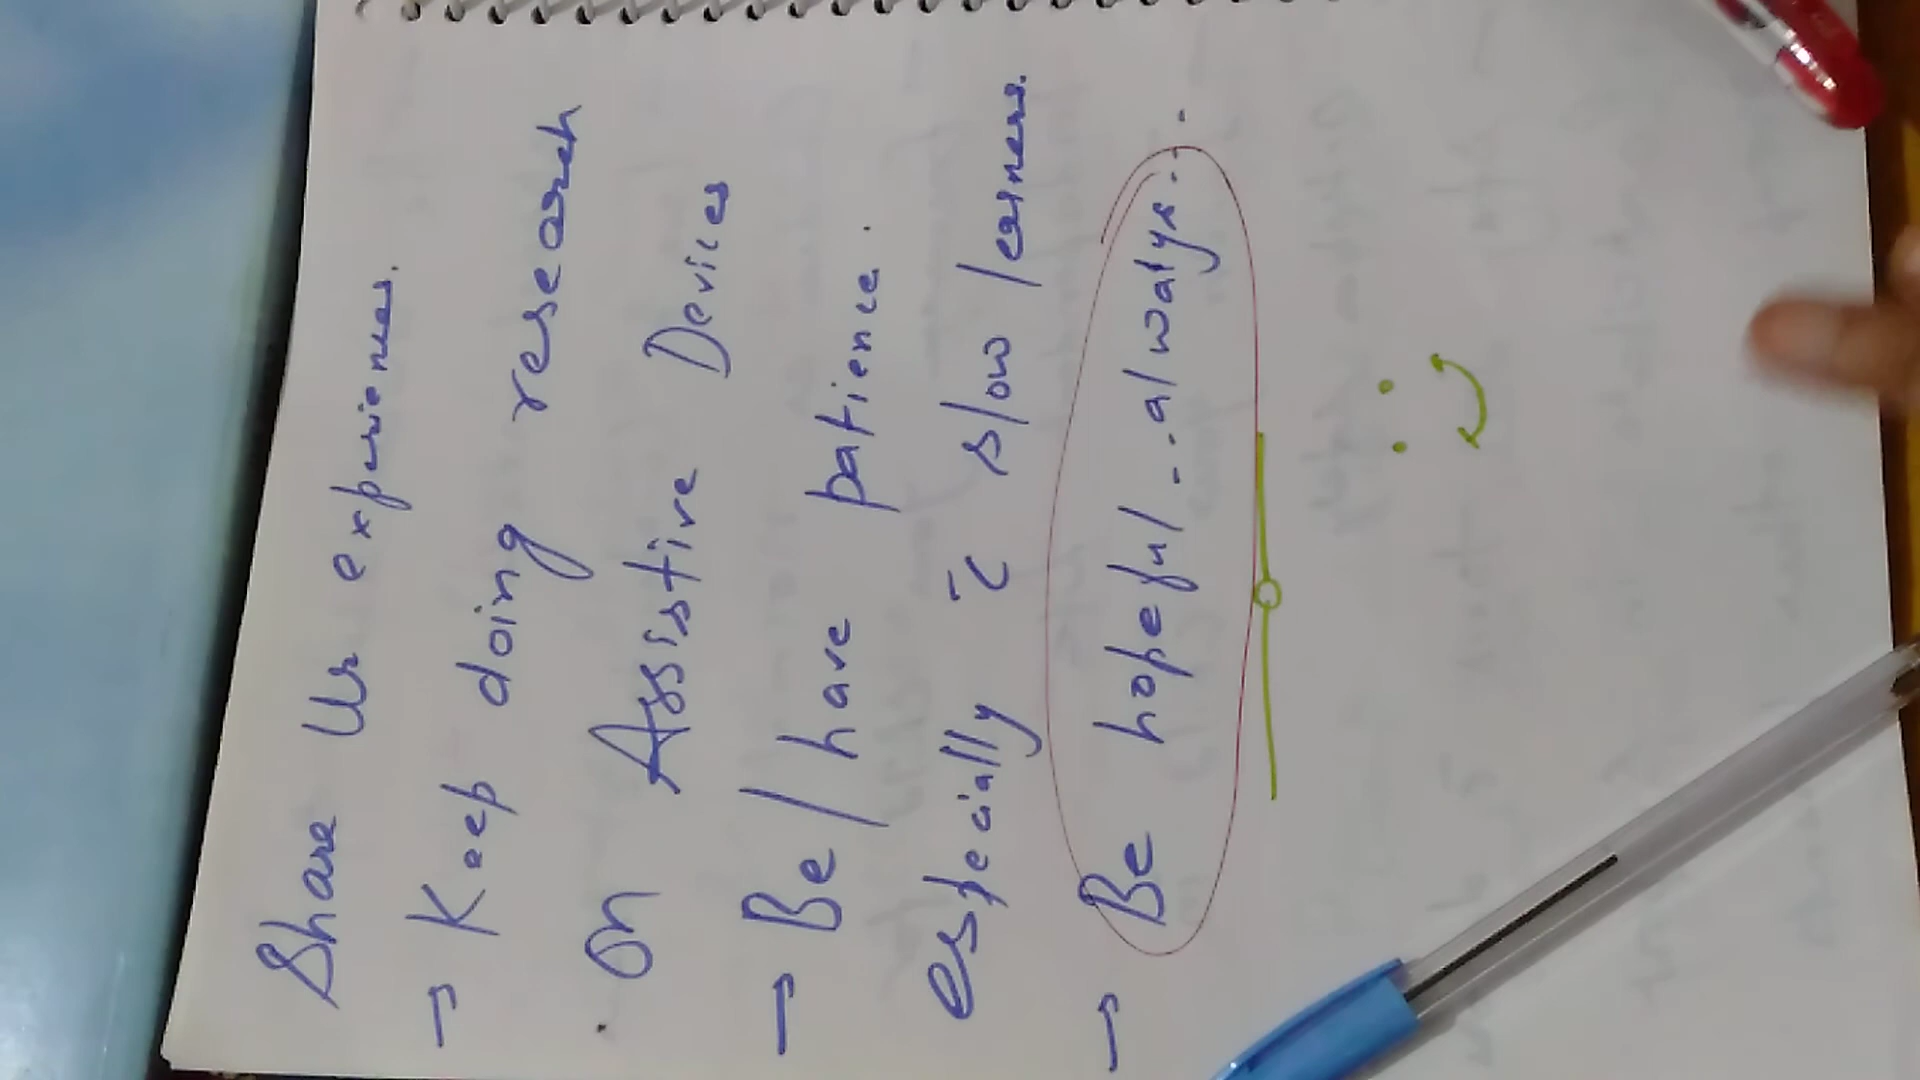 Share Ur experiences.
→ Keep doing research
on Assistive Devices
→ Be/have patience.
especially c̄ slow learners.
→ Be hopeful - - always - - -